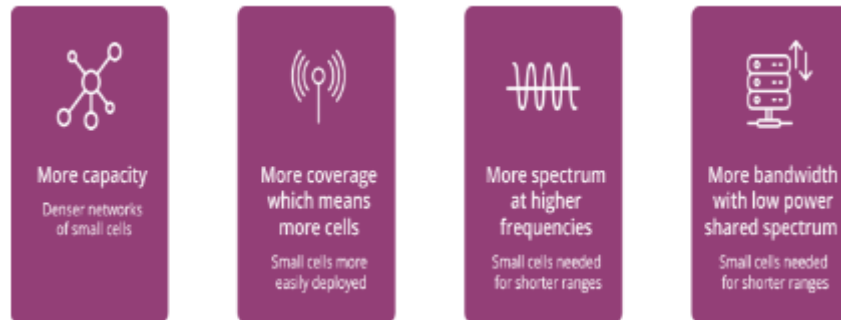 More capacity
Denser networks
of small cells
More coverage
which means
more cells
Small cells more
easily deployed
More spectrum
at higher
frequencies
Small cells needed
for shorter ranges
More bandwidth
with low power
shared spectrum
Small cells needed
for shorter ranges